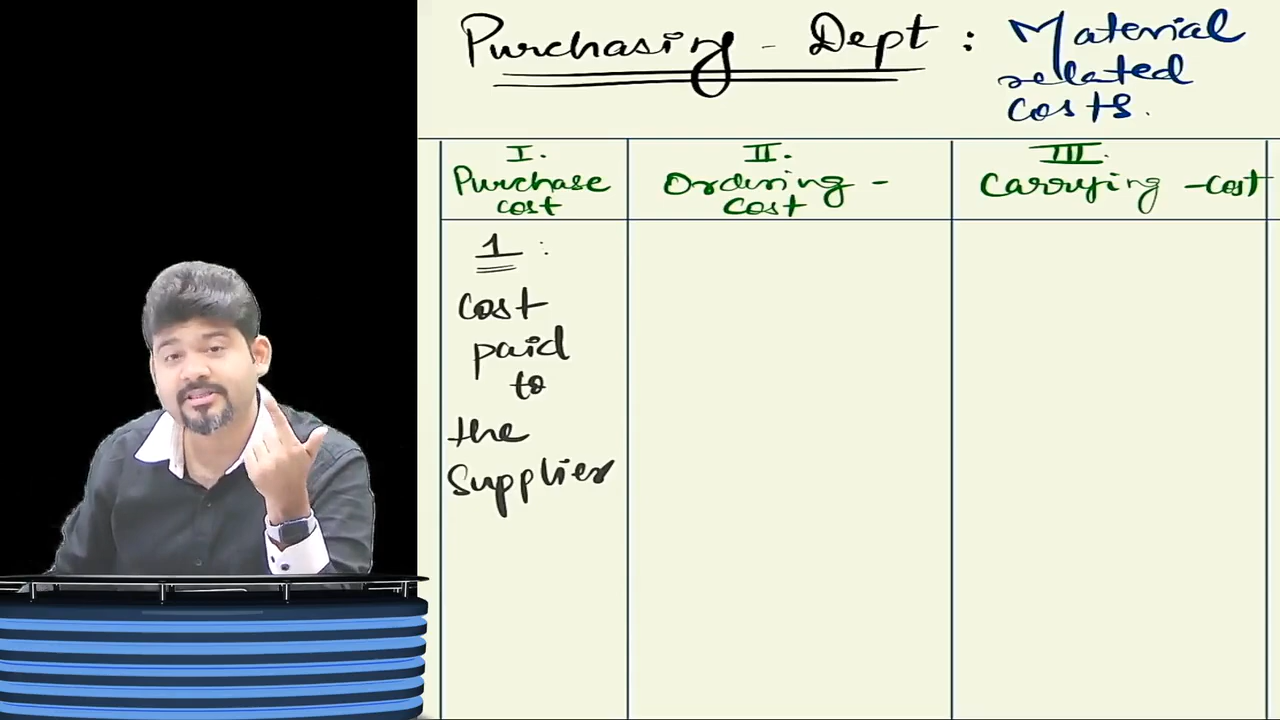 Purchasing - Dept : Material
related
costs.
I.
Purchase
cost
II.
Ordering -
cost
III.
Carrying - cost
1 :
cost
paid
to
the
Supplier